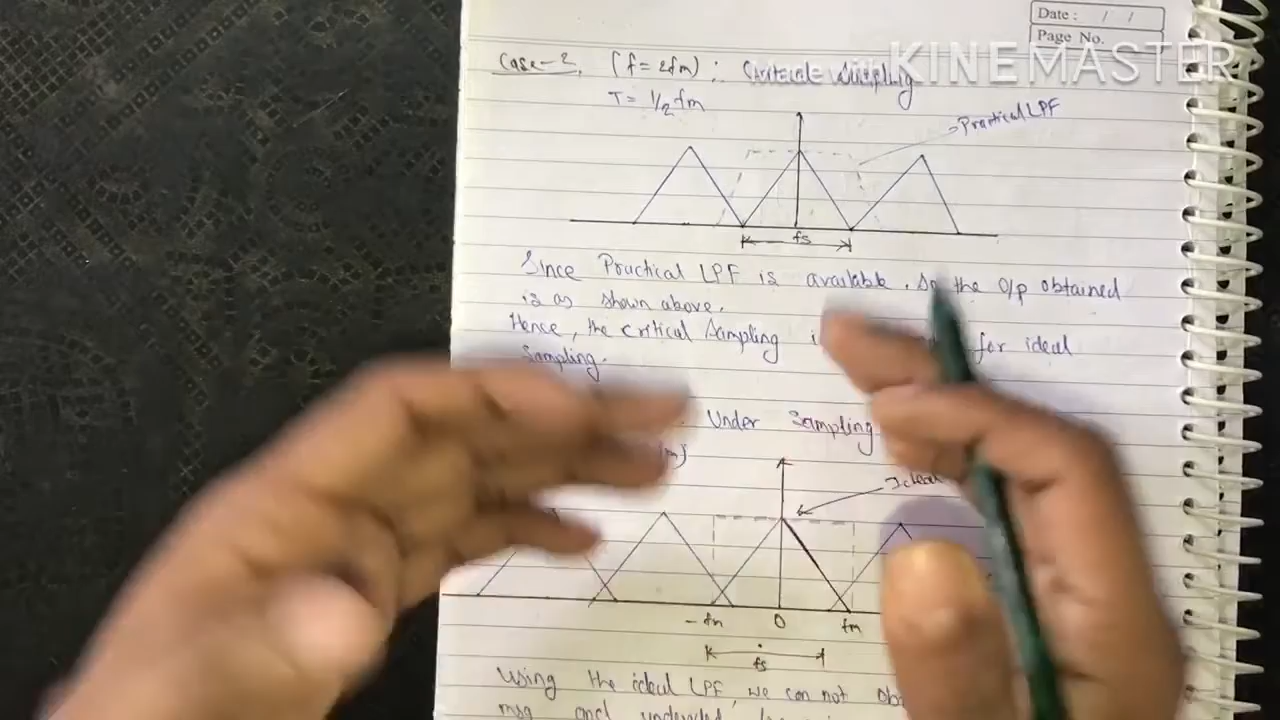 Date: / /
Page No.
KINEMASTER
Case-2. (f = 2fm): Sampling
T = 1/2fm
Practical LPF
fs
Since Practical LPF is available. So the O/p obtained
is as shown above.
Hence, the critical Sampling for ideal
Sampling.
Under Sampling
Ideal
-fm 0 fm
fs
Using the ideal LPF, we can not
msg and